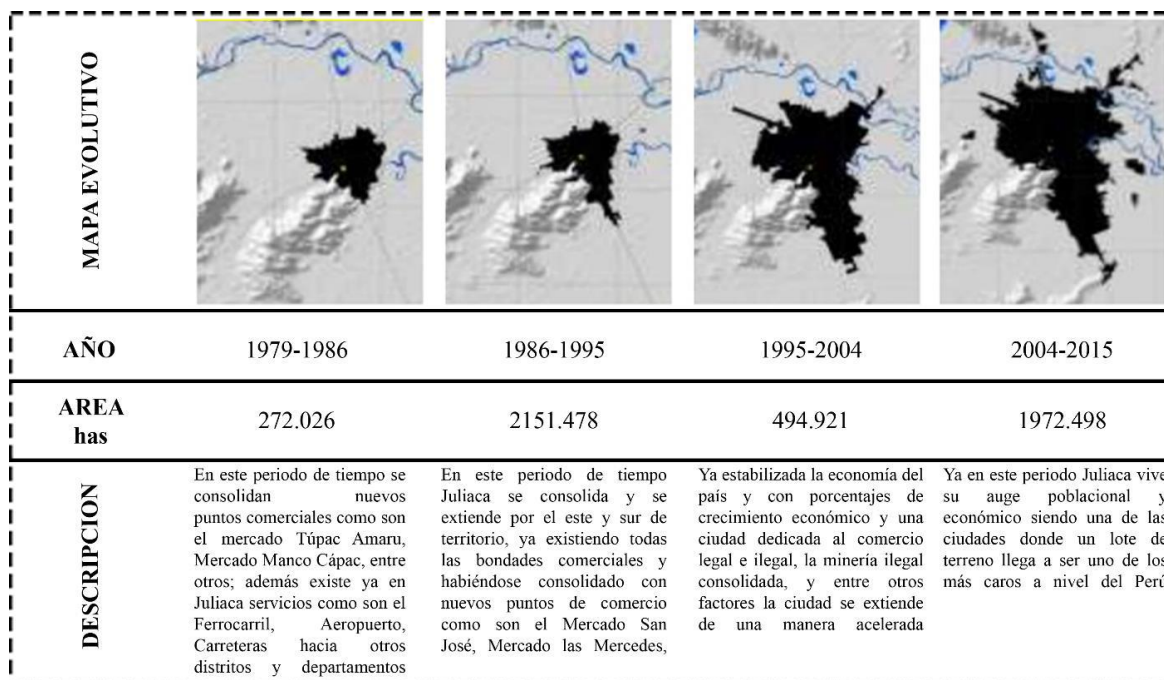 MAPA EVOLUTIVO
AÑO
1979-1986
1986-1995
1995-2004
2004-2015
AREA
has
272.026
2151.478
494.921
1972.498
DESCRIPCION
En este periodo de tiempo se
consolidan nuevos
puntos comerciales como son
el mercado Túpac Amaru,
Mercado Manco Cápac, entre
otros; además existe ya en
Juliaca servicios como son el
Ferrocarril, Aeropuerto,
Carreteras hacia otros
distritos y departamentos
En este periodo de tiempo
Juliaca se consolida y se
extiende por el este y sur de
territorio, ya existiendo todas
las bondades comerciales y
habiéndose consolidado con
nuevos puntos de comercio
como son el Mercado San
José, Mercado las Mercedes,
Ya estabilizada la economía del
país y con porcentajes de
crecimiento económico y una
ciudad dedicada al comercio
legal e ilegal, la minería ilegal
consolidada, y entre otros
factores la ciudad se extiende
de una manera acelerada
Ya en este periodo Juliaca vive
su auge poblacional y
económico siendo una de las
ciudades donde un lote de
terreno llega a ser uno de los
más caros a nivel del Perú